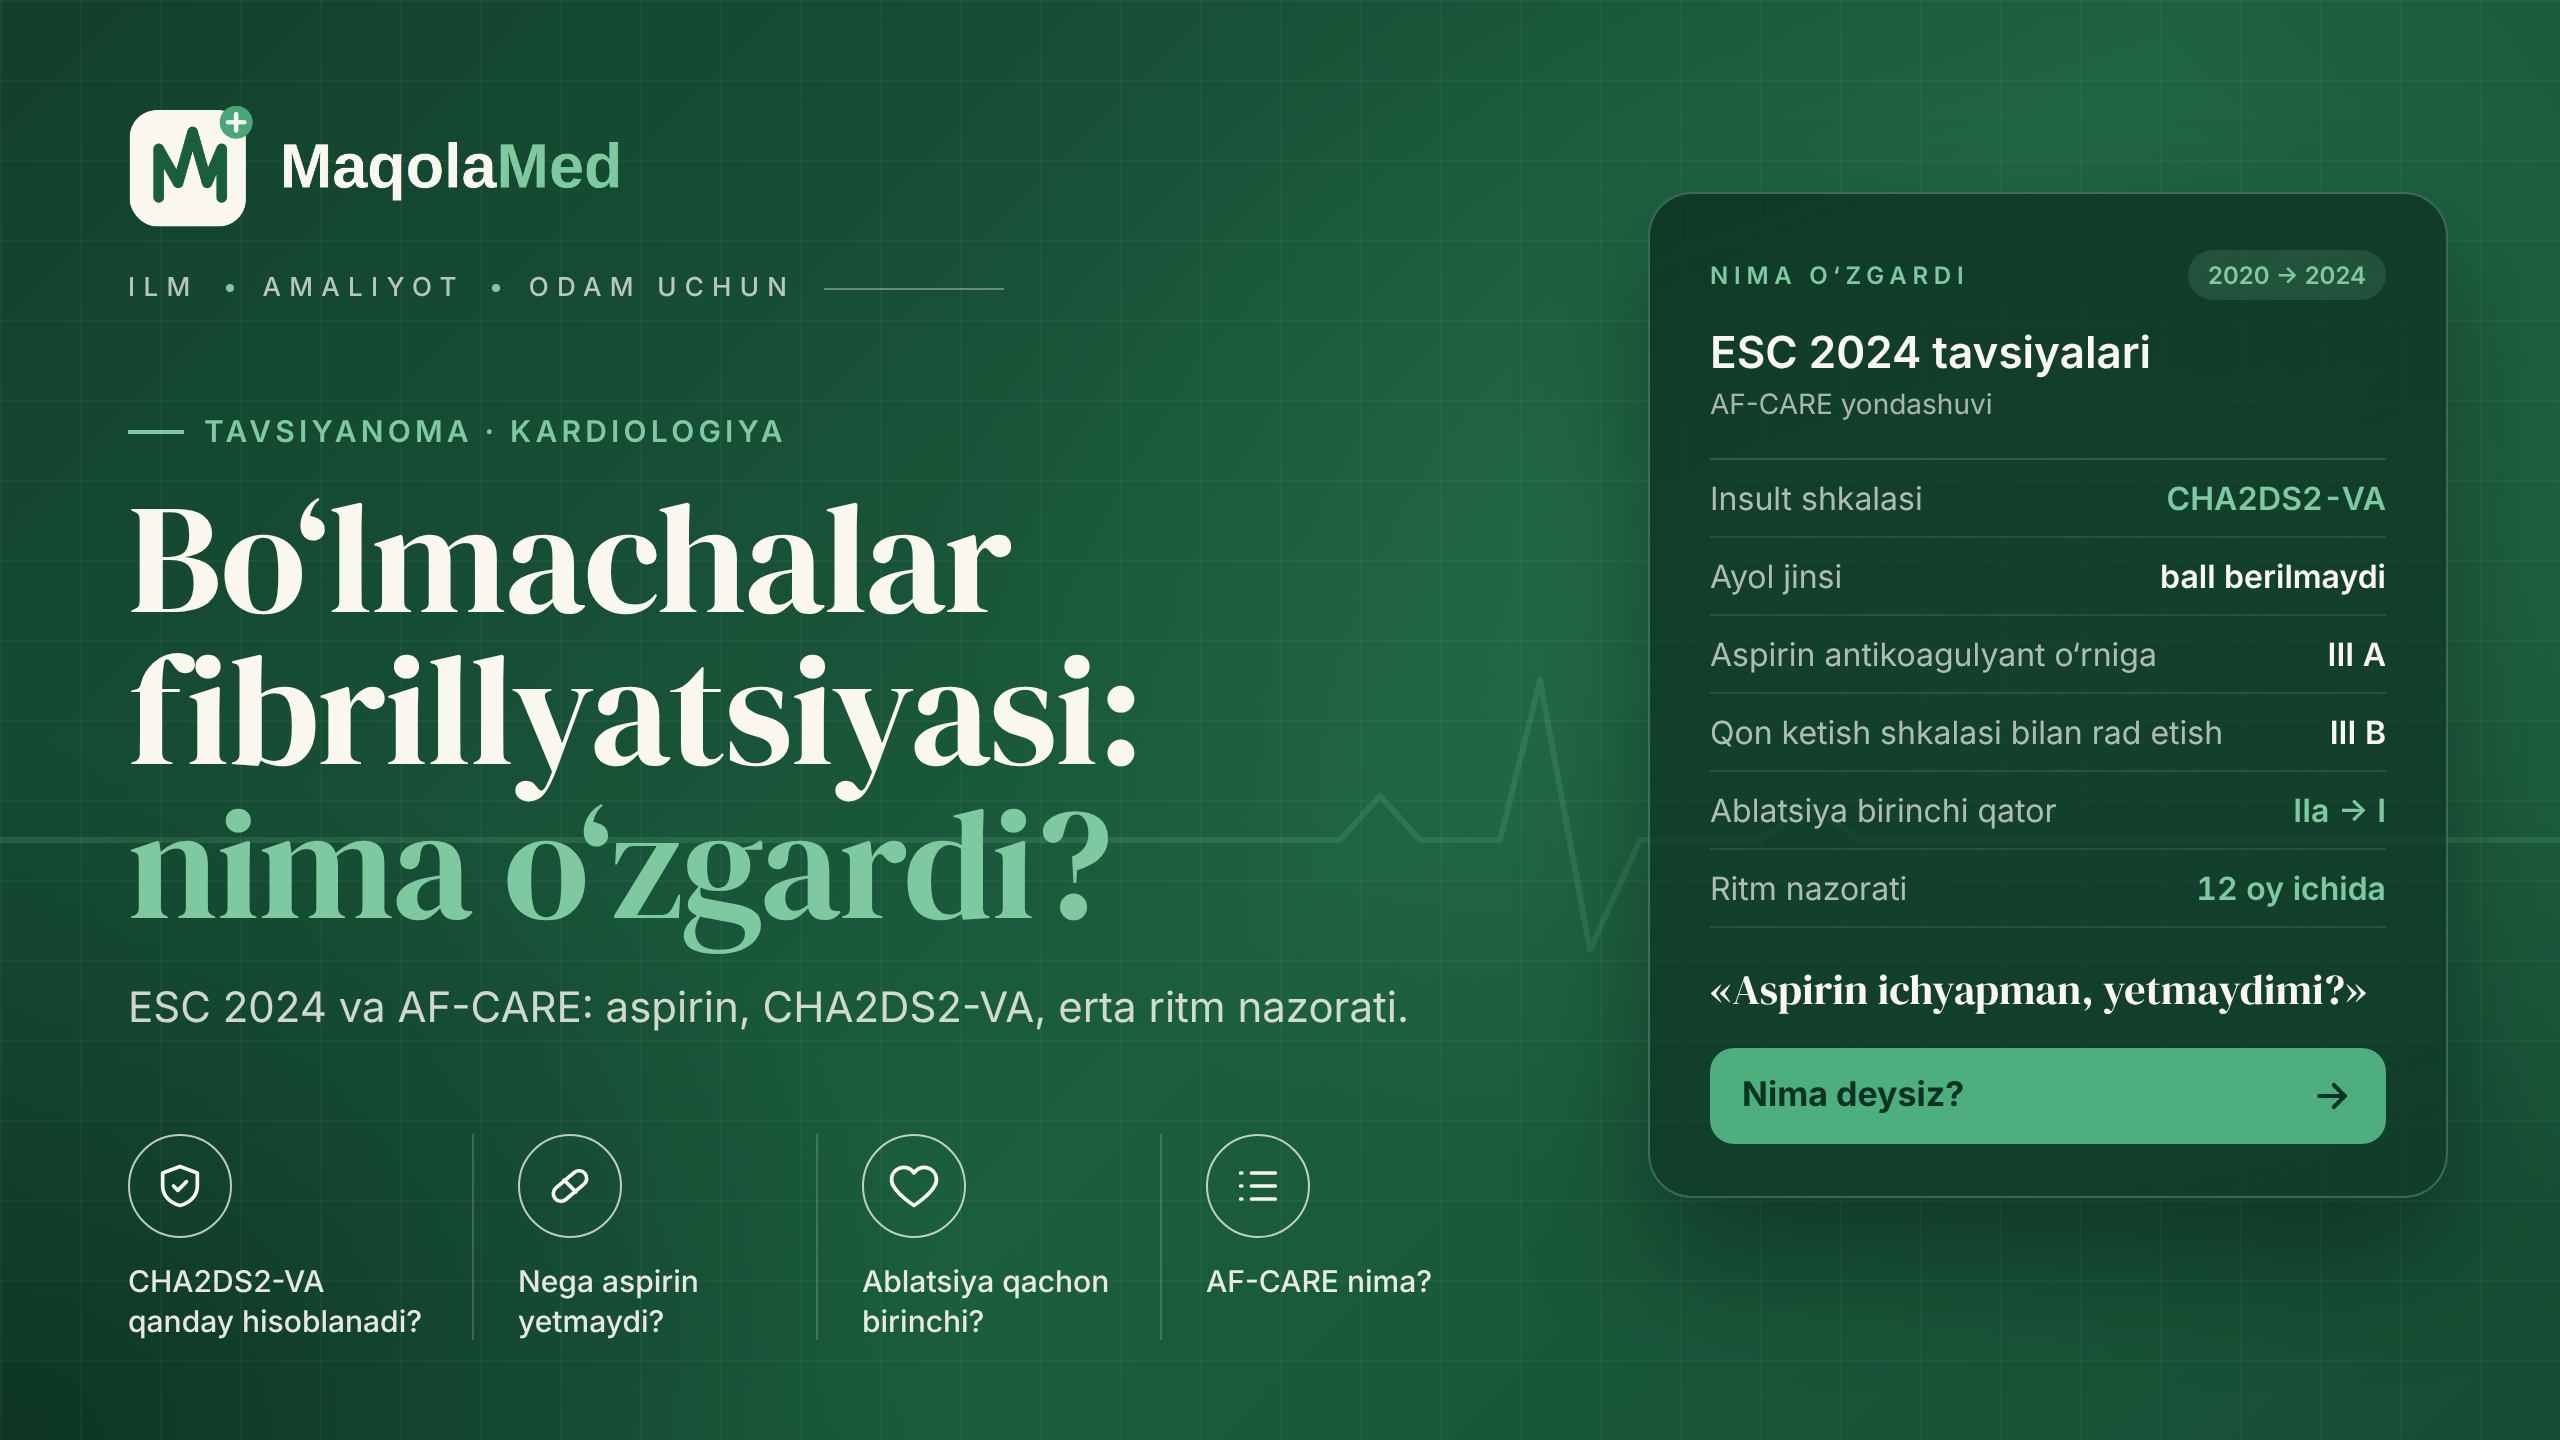 MaqolaMed
ILM • AMALIYOT • ODAM UCHUN
TAVSIYANOMA · KARDIOLOGIYA
Bo‘lmachalar
fibrillyatsiyasi:
nima o‘zgardi?
ESC 2024 va AF-CARE: aspirin, CHA2DS2-VA, erta ritm nazorati.
CHA2DS2-VA
qanday hisoblanadi?
Nega aspirin
yetmaydi?
Ablatsiya qachon
birinchi?
AF-CARE nima?
NIMA O‘ZGARDI
2020 → 2024
ESC 2024 tavsiyalari
AF-CARE yondashuvi
Insult shkalasi CHA2DS2-VA
Ayol jinsi ball berilmaydi
Aspirin antikoagulyant o‘rniga III A
Qon ketish shkalasi bilan rad etish III B
Ablatsiya birinchi qator IIa → I
Ritm nazorati 12 oy ichida
«Aspirin ichyapman, yetmaydimi?»
Nima deysiz? →